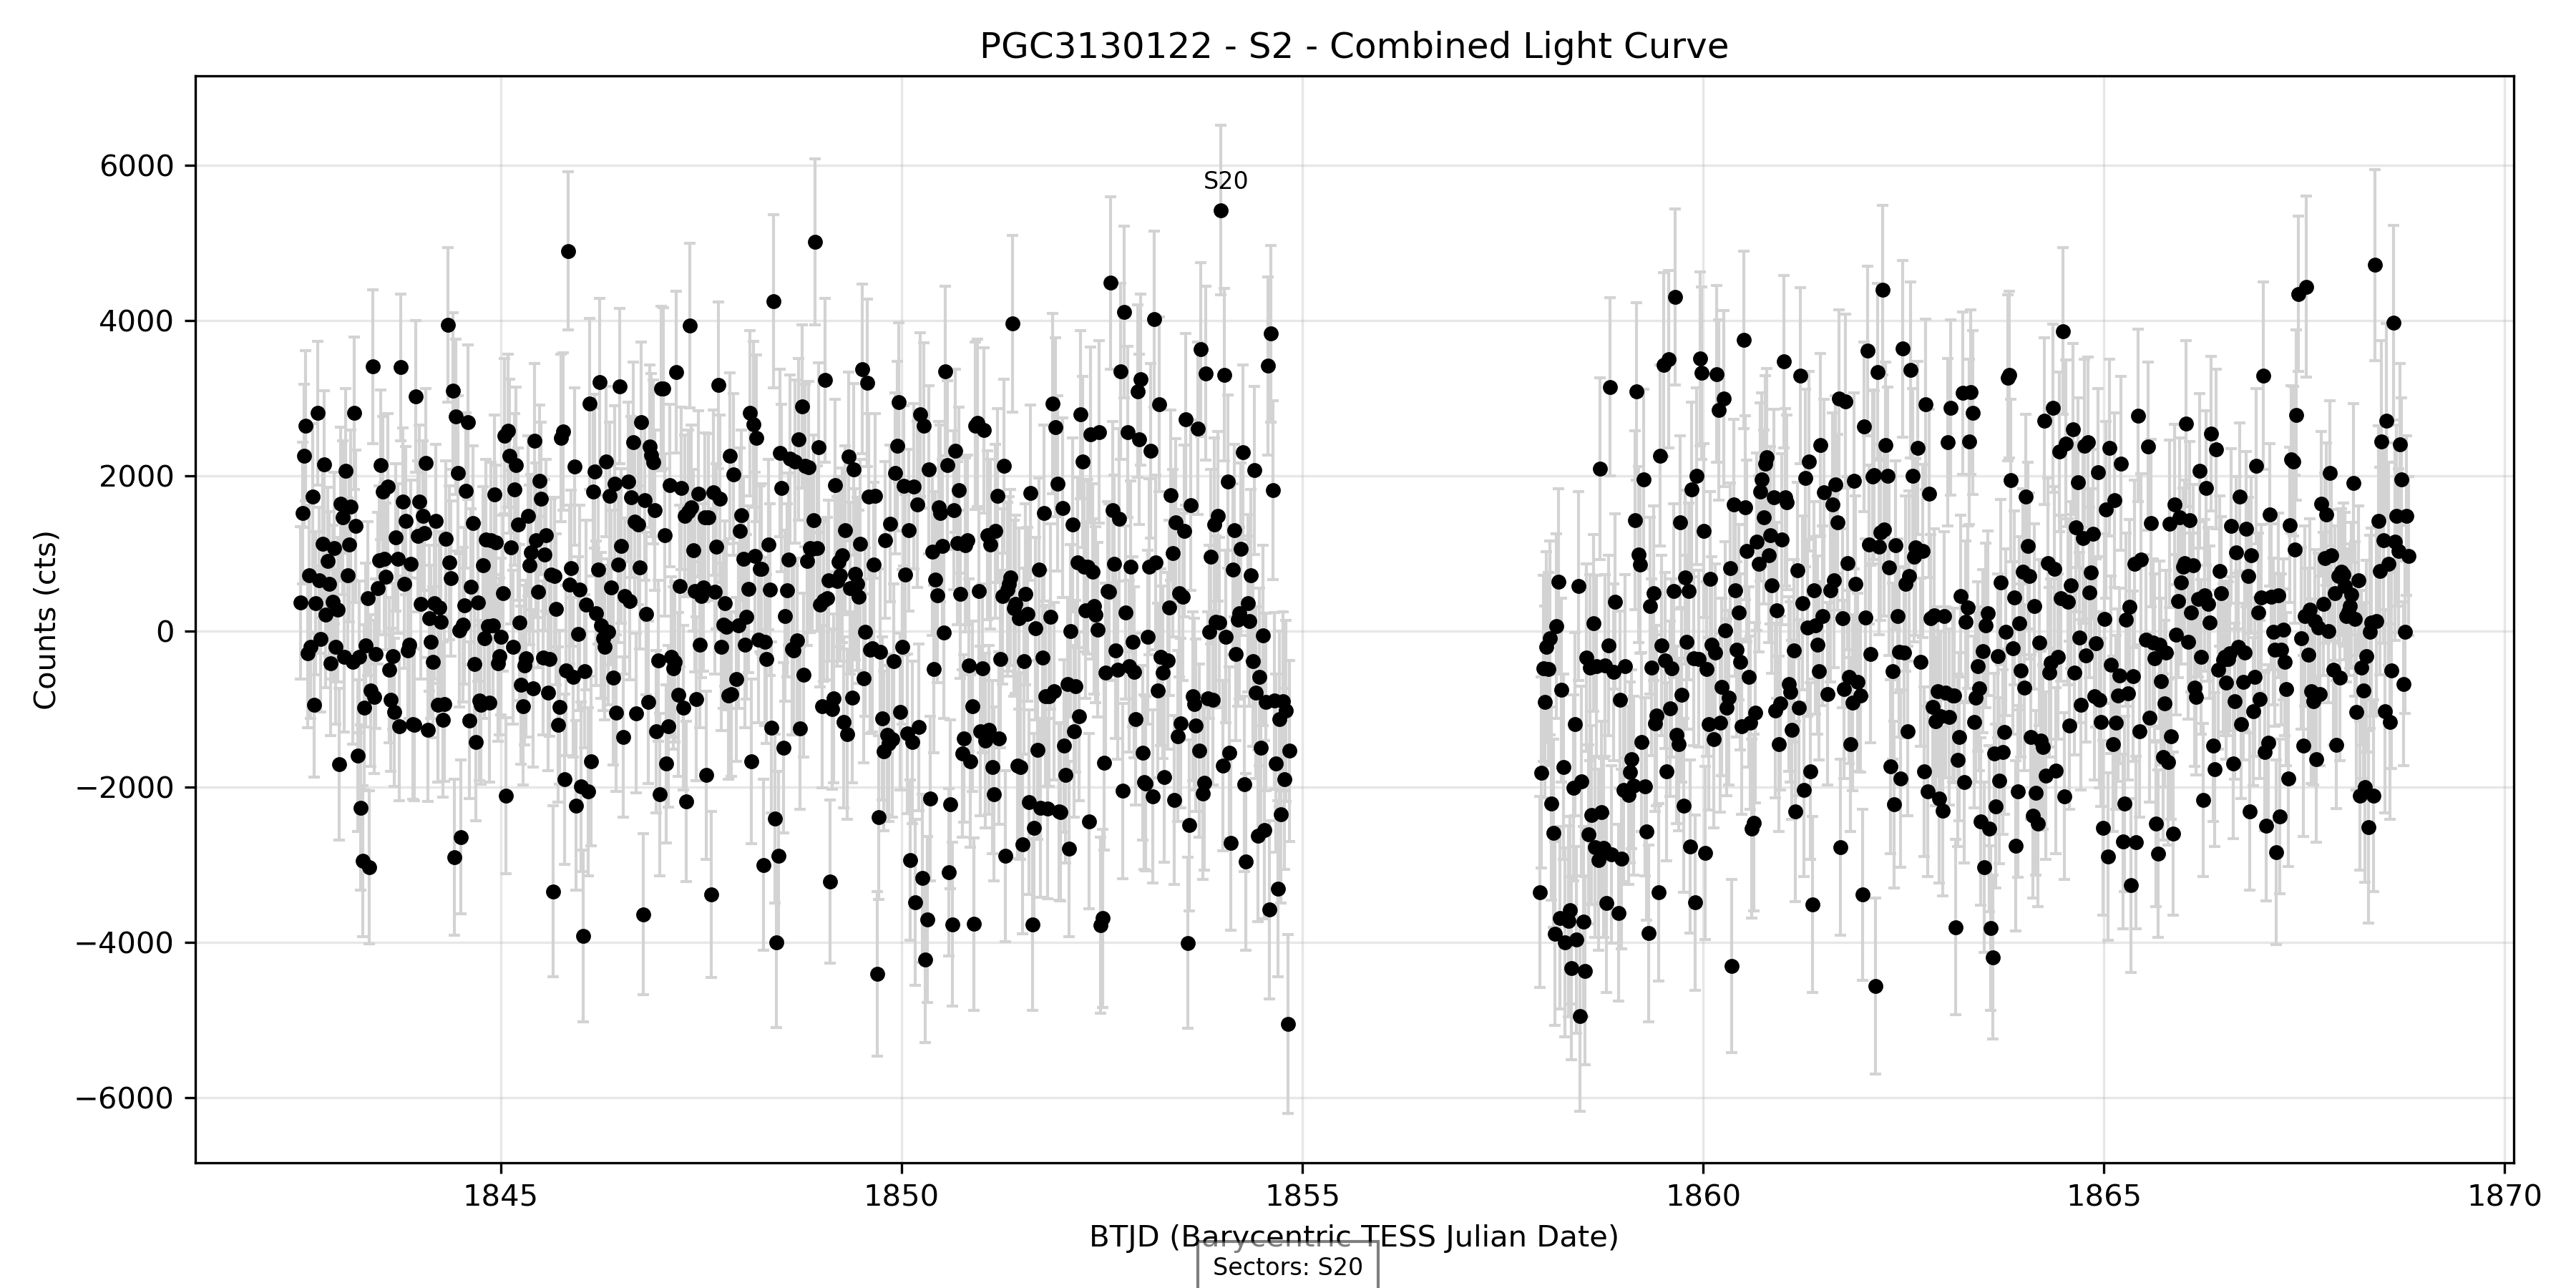 PGC3130122 - S2 - Combined Light Curve
6000
4000
2000
0
−2000
−4000
−6000
Counts (cts)
S20
1845
1850
1855
1860
1865
1870
BTJD (Barycentric TESS Julian Date)
Sectors: S20